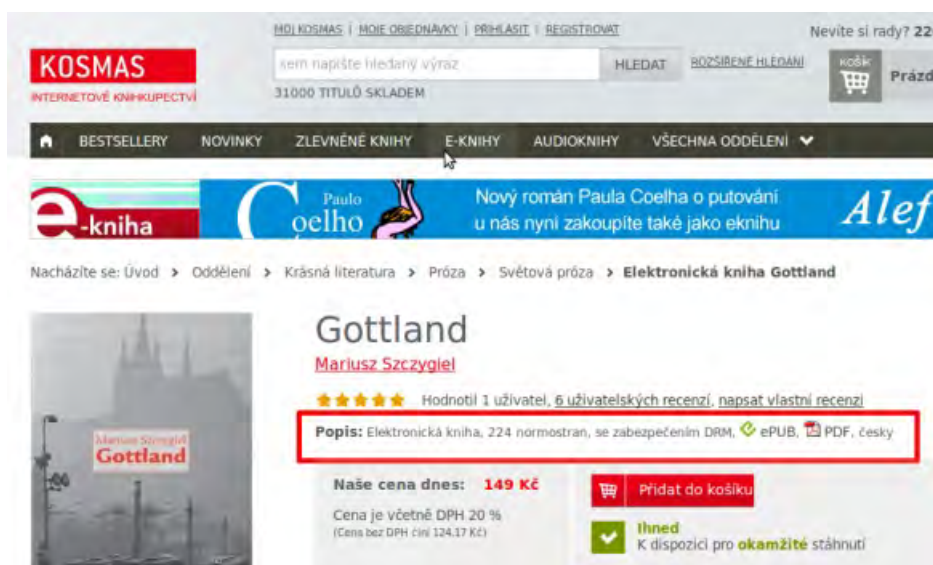 MŮJ KOSMAS | MOJE OBJEDNÁVKY | PŘIHLÁSIT | REGISTROVAT
Nevíte si rady? 22
KOSMAS
INTERNETOVÉ KNIHKUPECTVÍ
sem napište hledaný výraz
HLEDAT
ROZŠÍŘENÉ HLEDÁNÍ
KOŠÍK
Prázd
31000 TITULŮ SKLADEM
BESTSELLERY NOVINKY ZLEVNĚNÉ KNIHY E-KNIHY AUDIOKNIHY VŠECHNA ODDĚLENÍ
e-kniha
Paulo
Coelho
Nový román Paula Coelha o putování
u nás nyní zakoupíte také jako eknihu
Alef
Nacházíte se: Úvod > Oddělení > Krásná literatura > Próza > Světová próza > Elektronická kniha Gottland
Gottland
Mariusz Szczygiel
Hodnotil 1 uživatel, 6 uživatelských recenzí, napsat vlastní recenzi
Popis: Elektronická kniha, 224 normostran, se zabezpečením DRM, ePUB, PDF, česky
Mariusz Szczygieł
Gottland
Naše cena dnes: 149 Kč
Cena je včetně DPH 20 %
(Cena bez DPH činí 124.17 Kč)
Přidat do košíku
Ihned
K dispozici pro okamžité stáhnutí